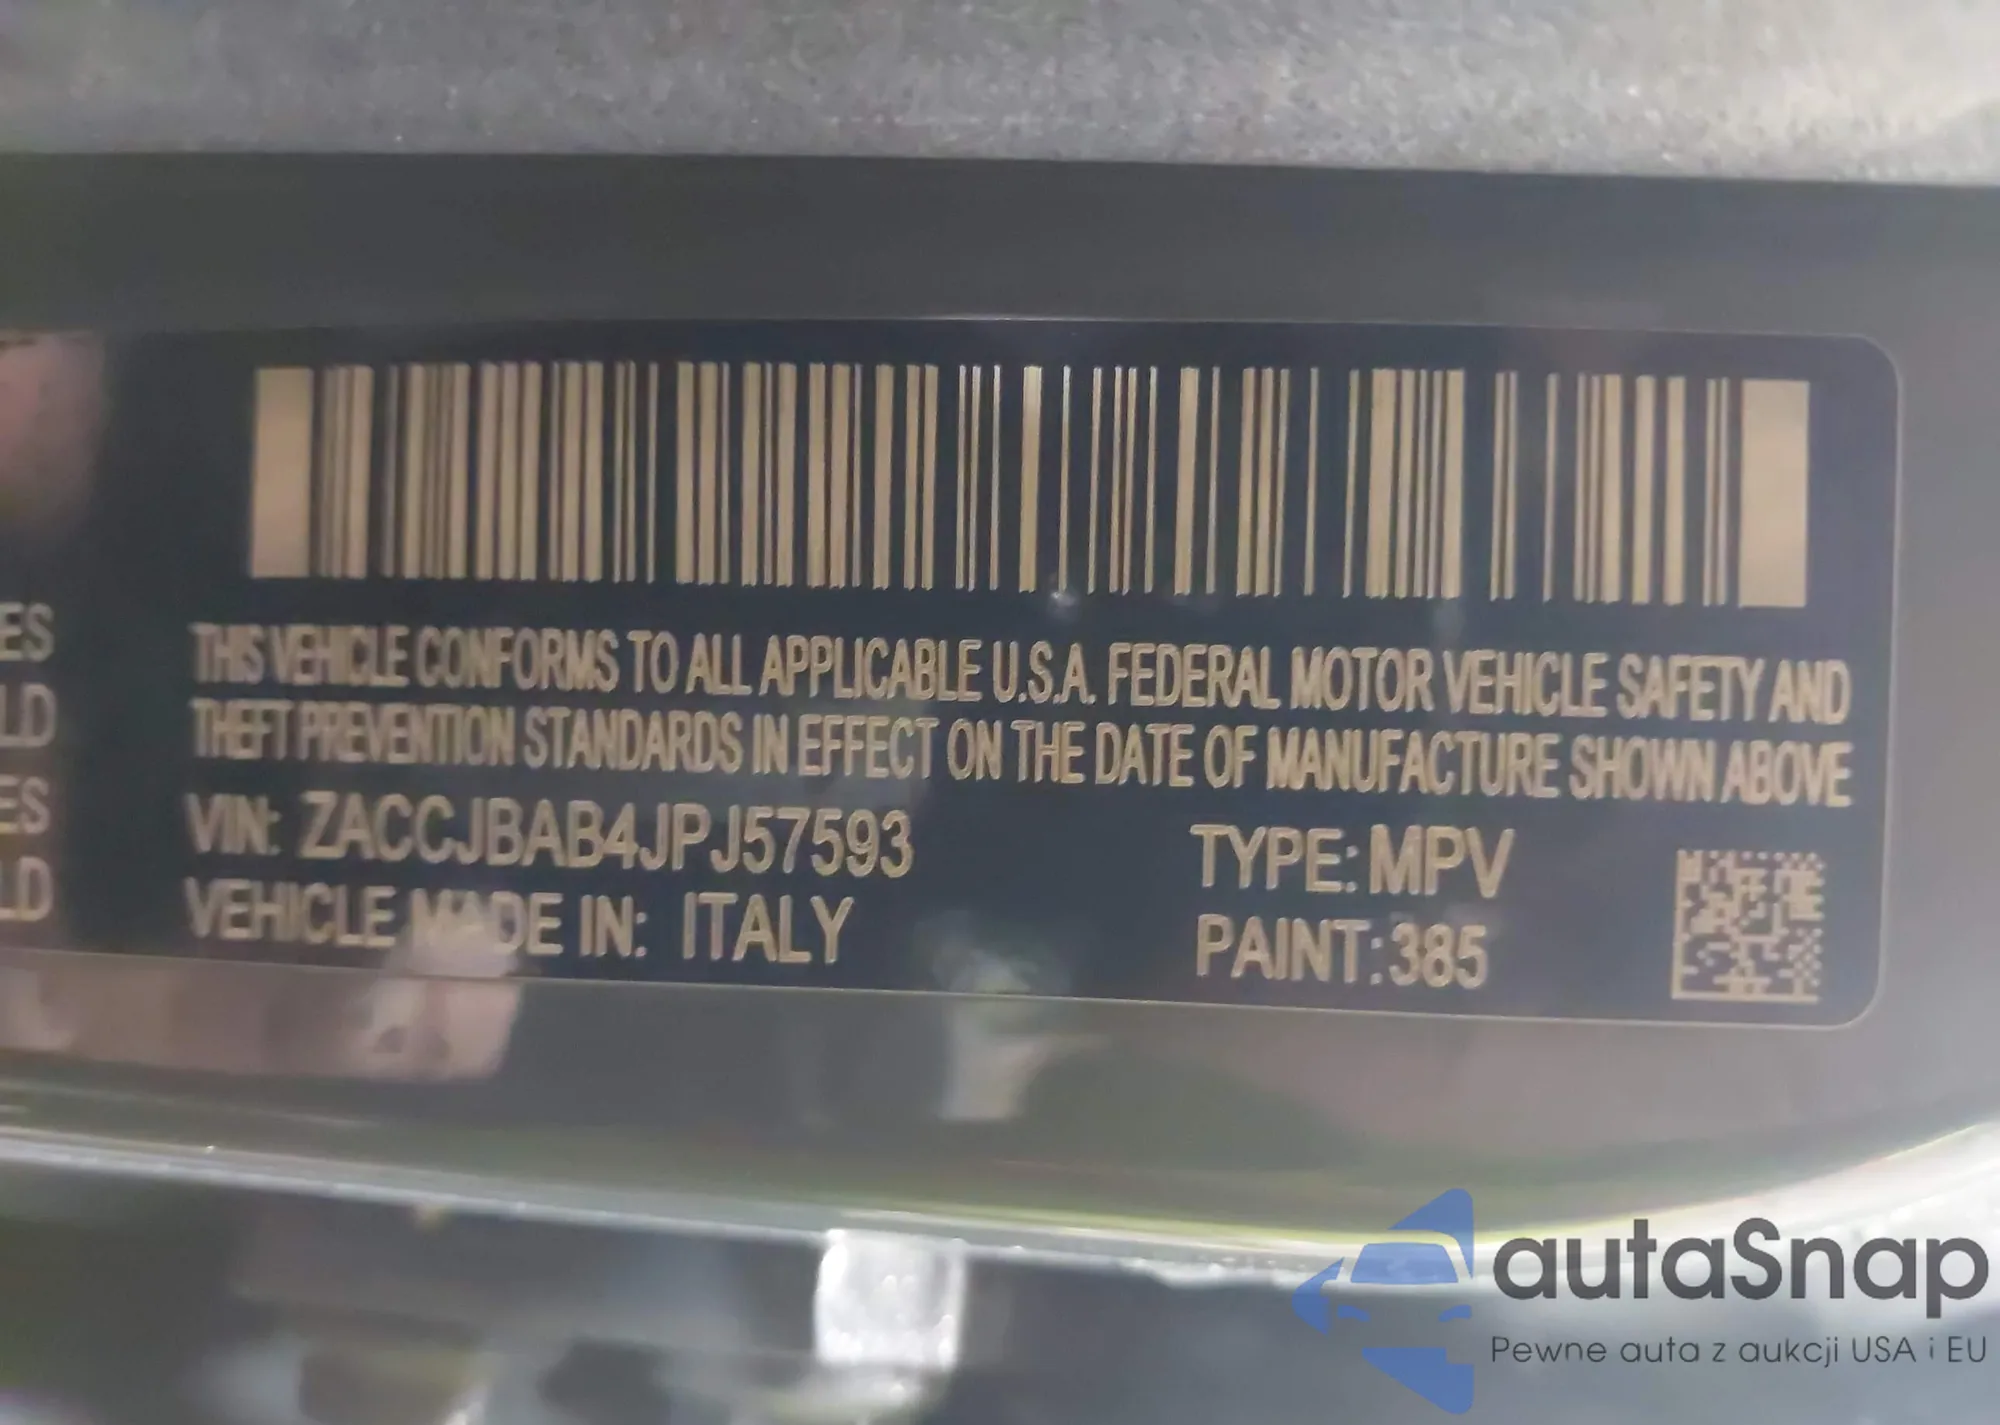 ES
LD
ES
LD
THIS VEHICLE CONFORMS TO ALL APPLICABLE U.S.A. FEDERAL MOTOR VEHICLE SAFETY AND
THEFT PREVENTION STANDARDS IN EFFECT ON THE DATE OF MANUFACTURE SHOWN ABOVE
VIN: ZACCJBAB4JPJ57593
TYPE: MPV
VEHICLE MADE IN: ITALY
PAINT: 385
autaSnap
Pewne auta z aukcji USA i EU